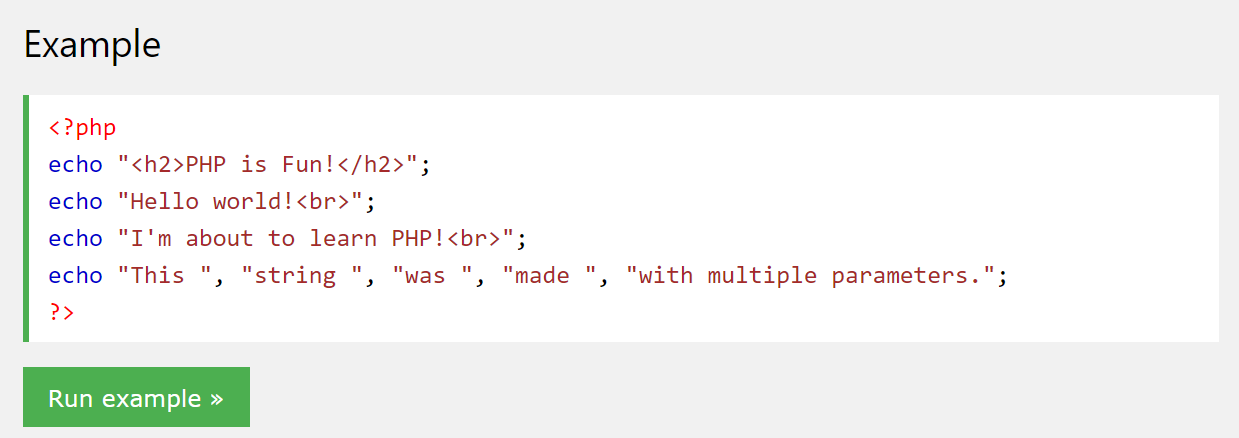 Example
<?php
echo "<h2>PHP is Fun!</h2>";
echo "Hello world!<br>";
echo "I'm about to learn PHP!<br>";
echo "This ", "string ", "was ", "made ", "with multiple parameters.";
?>
Run example »